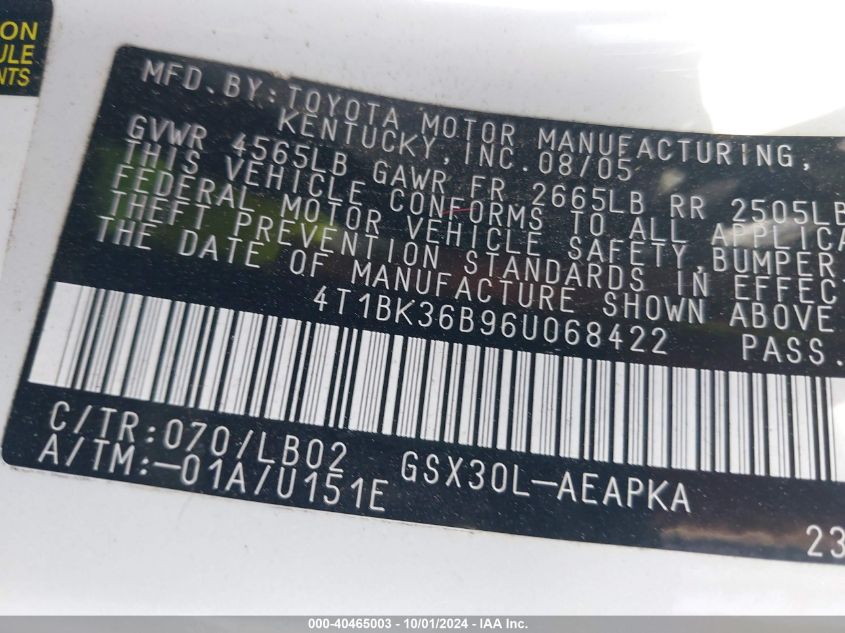 ON
ULE
NTS
MFD.BY:TOYOTA MOTOR MANUFACTURING,
KENTUCKY,INC.08/05
GVWR 4565LB GAWR FR 2665LB RR 2505LB
THIS VEHICLE CONFORMS TO ALL APPLICA
FEDERAL MOTOR VEHICLE SAFETY,BUMPER
THEFT PREVENTION STANDARDS IN EFFECT
THE DATE OF MANUFACTURE SHOWN ABOVE
4T1BK36B96U068422 PASS.
C/TR:070/LB02 GSX30L-AEAPKA
A/TM:-01A/U151E
23
000-40465003 - 10/01/2024 - IAA Inc.